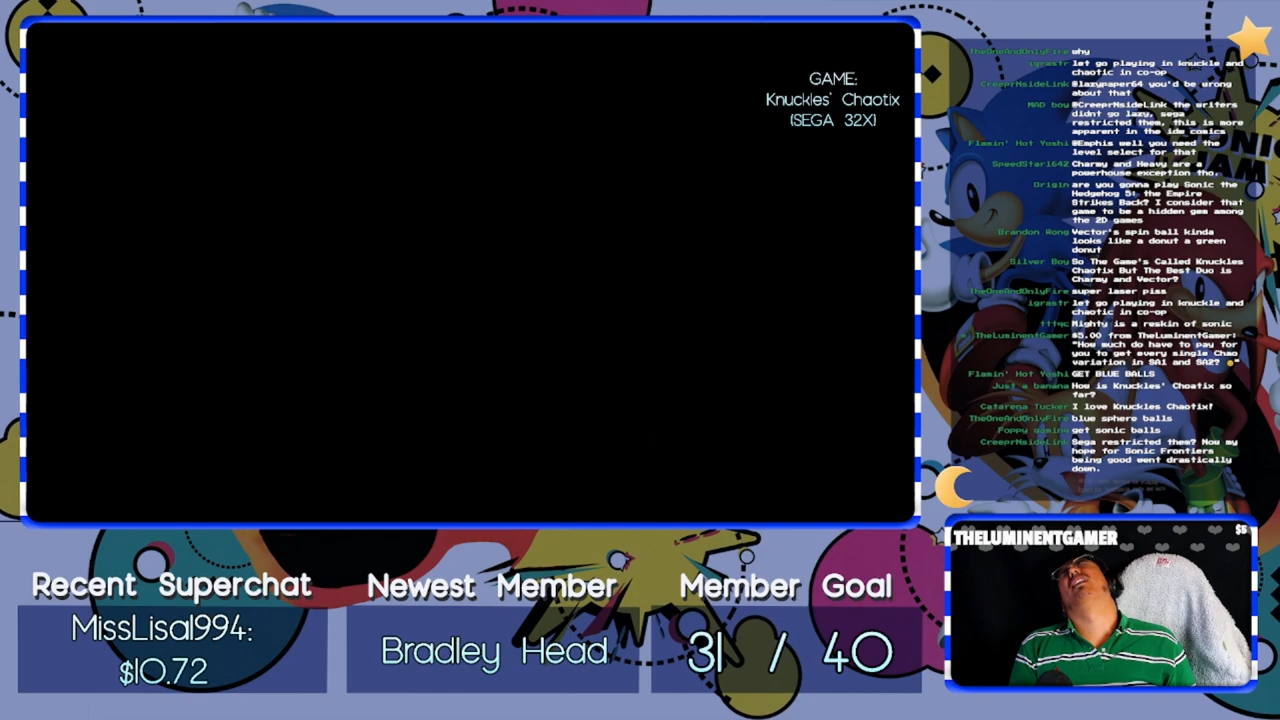 GAME:
Knuckles' Chaotix
(SEGA 32X)
TheOneAndOnlyFire why
igrastr let go playing in knuckle and
chaotic in co-op
CreeprNsideLink @lazypaper64 you'd be wrong
about that
MAD boy @CreeprNsideLink the writers
didnt go lazy, sega
restricted them, this is more
apparent in the idw comics
Flamin' Hot Yoshi @Emphis well you need the
level select for that
SpeedStar1642 Charmy and Heavy are a
powerhouse exception tho.
Origin are you gonna play Sonic the
Hedgehog 5: the Empire
Strikes Back? I consider that
game to be a hidden gem among
the 2D games
Brandon Wong Vector's spin ball kinda
looks like a donut a green
donut
Silver Boy So The Game's Called Knuckles
Chaotix But The Best Duo is
Charmy and Vector?
TheOneAndOnlyFire super laser piss
igrastr let go playing in knuckle and
chaotic in co-op
Mighty is a reskin of sonic
TheLuminentGamer $5.00 from TheLuminentGamer:
"How much do have to pay for
you to get every single Chao
variation in SA1 and SA2? "
Flamin' Hot Yoshi GET BLUE BALLS
Just a banana How is Knuckles' Choatix so
far?
Catarena Tucker I love Knuckles Chaotix!
TheOneAndOnlyFire blue sphere balls
Poppy gaming get sonic balls
CreeprNsideLink Sega restricted them? Now my
hope for Sonic Frontiers
being good went drastically
down.
THELUMINENTGAMER $5
Recent Superchat
MissLisa1994:
$10.72
Newest Member
Bradley Head
Member Goal
31 / 40